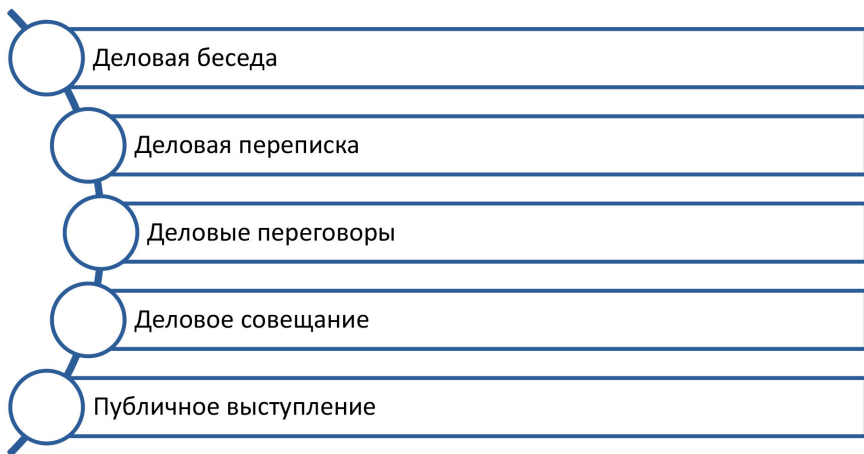 Деловая беседа
Деловая переписка
Деловые переговоры
Деловое совещание
Публичное выступление